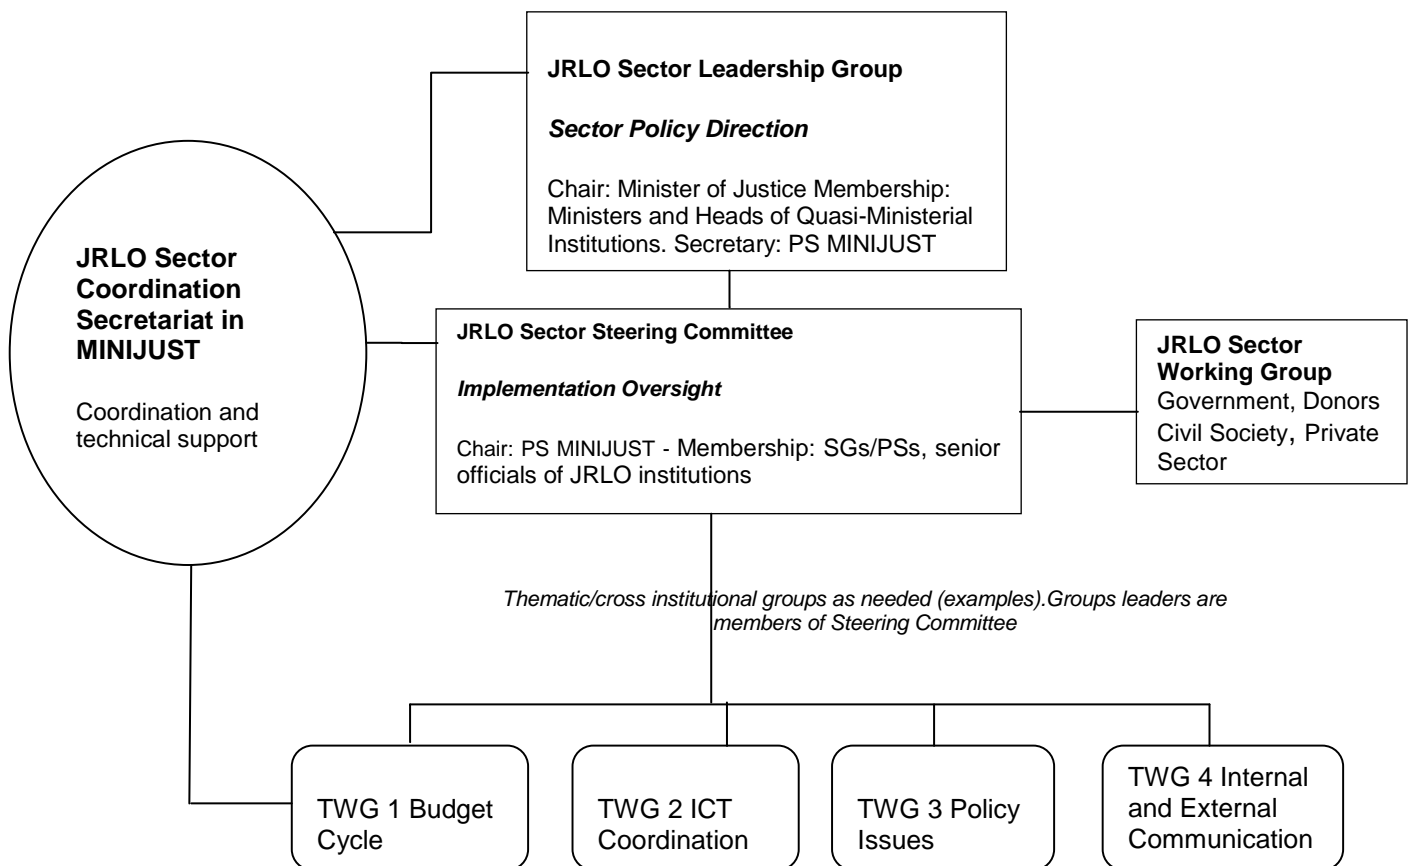 JRLO Sector Leadership Group
Sector Policy Direction
Chair: Minister of Justice Membership:
Ministers and Heads of Quasi-Ministerial
Institutions. Secretary: PS MINIJUST
JRLO Sector
Coordination
Secretariat in
MINIJUST
Coordination and
technical support
JRLO Sector Steering Committee
Implementation Oversight
Chair: PS MINIJUST - Membership: SGs/PSs, senior
officials of JRLO institutions
JRLO Sector
Working Group
Government, Donors
Civil Society, Private
Sector
Thematic/cross institutional groups as needed (examples).Groups leaders are
members of Steering Committee
TWG 1 Budget
Cycle
TWG 2 ICT
Coordination
TWG 3 Policy
Issues
TWG 4 Internal
and External
Communication